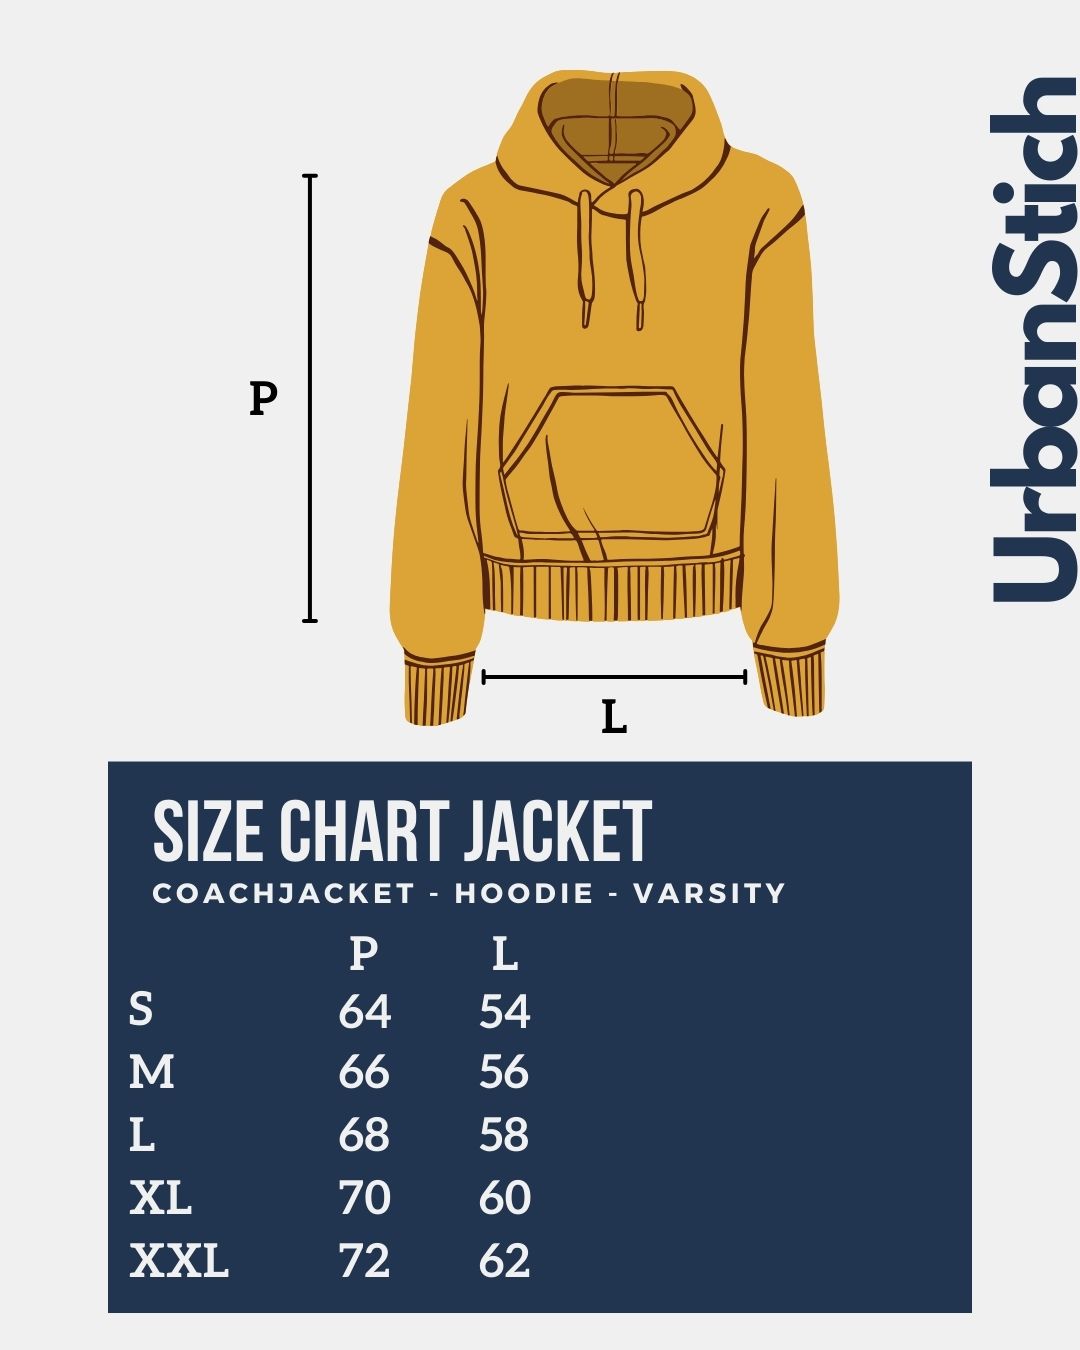 UrbanStich
P
L
SIZE CHART JACKET
COACHJACKET - HOODIE - VARSITY
P L
S 64 54
M 66 56
L 68 58
XL 70 60
XXL 72 62